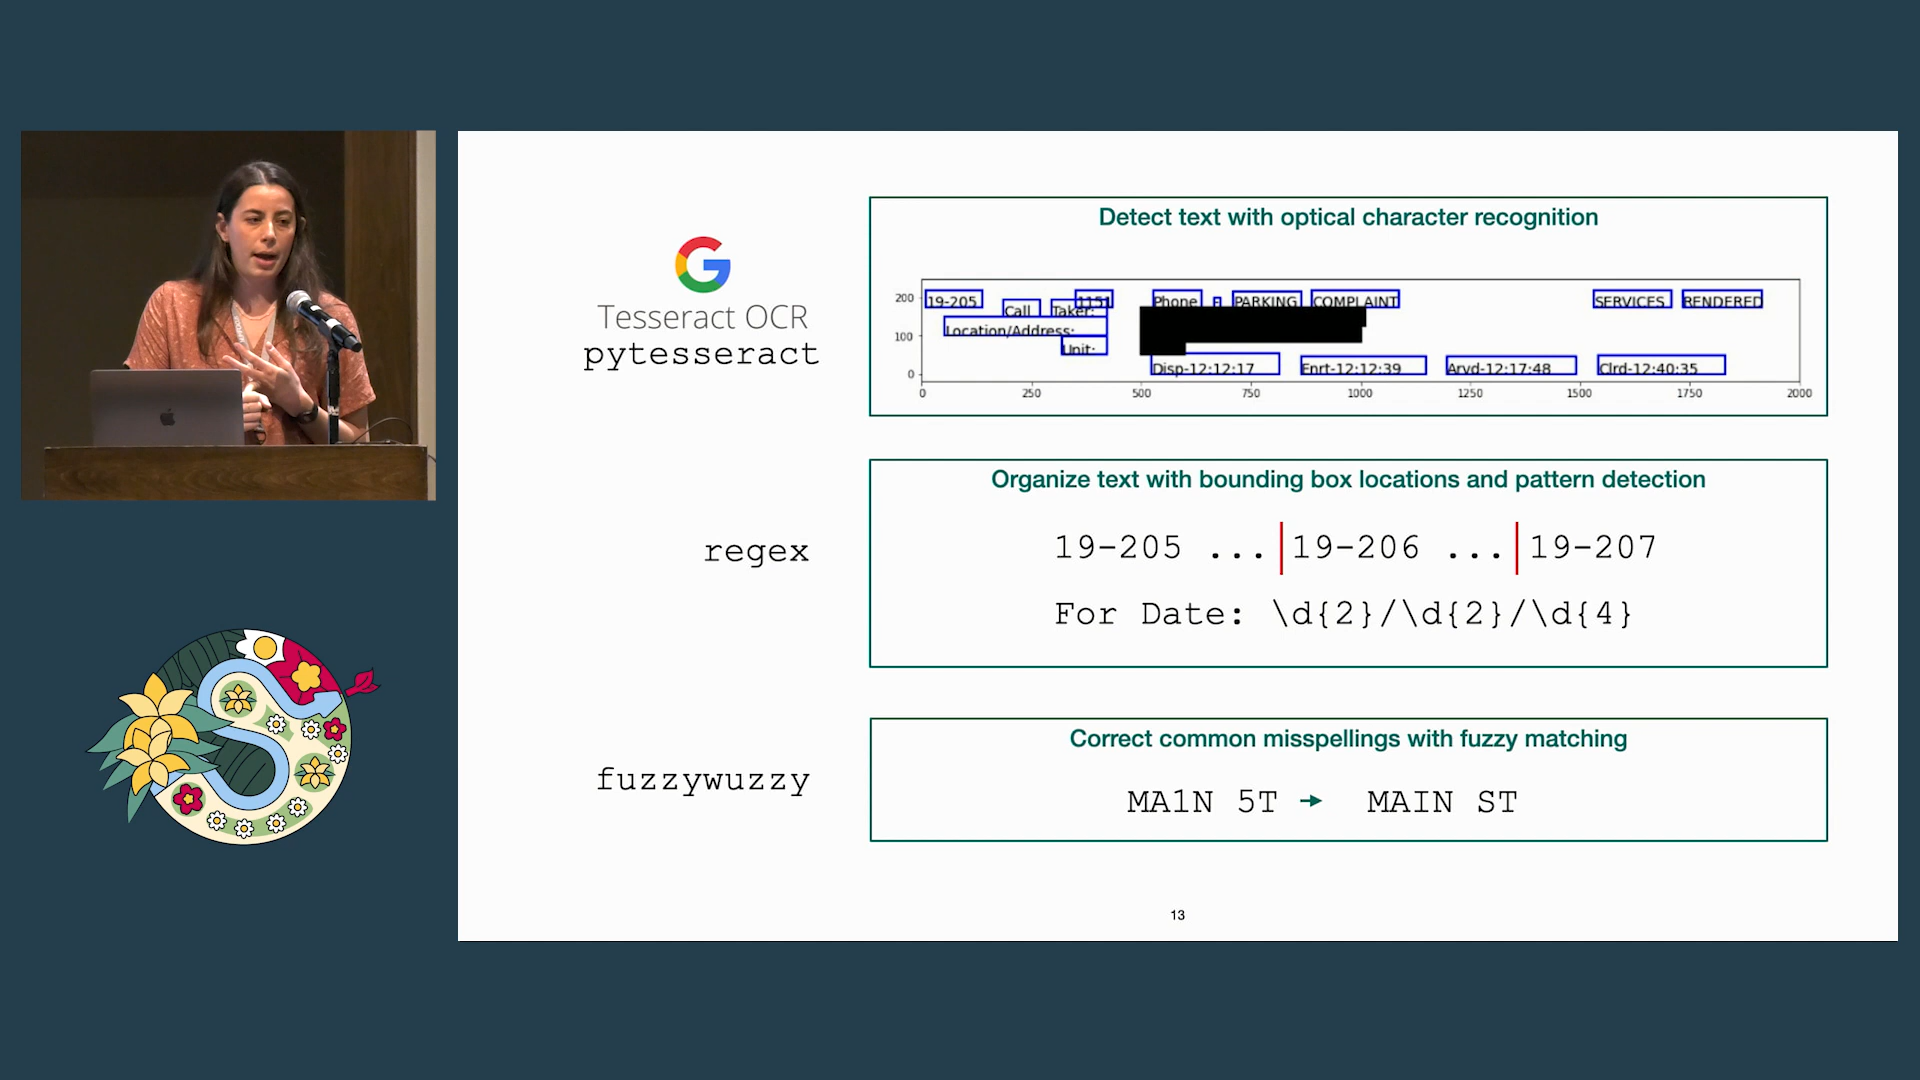 Detect text with optical character recognition
Tesseract OCR
pytesseract
200
100
0
19-205
1151
Phone
PARKING
COMPLAINT
SERVICES
RENDERED
Call
Taker:
Location/Address:
Unit:
Disp-12:12:17
Enrt-12:12:39
Arvd-12:17:48
Clrd-12:40:35
0
250
500
750
1000
1250
1500
1750
2000
Organize text with bounding box locations and pattern detection
regex
19-205 ... 19-206 ... 19-207
For Date: \d{2}/\d{2}/\d{4}
Correct common misspellings with fuzzy matching
fuzzywuzzy
MA1N 5T → MAIN ST
13